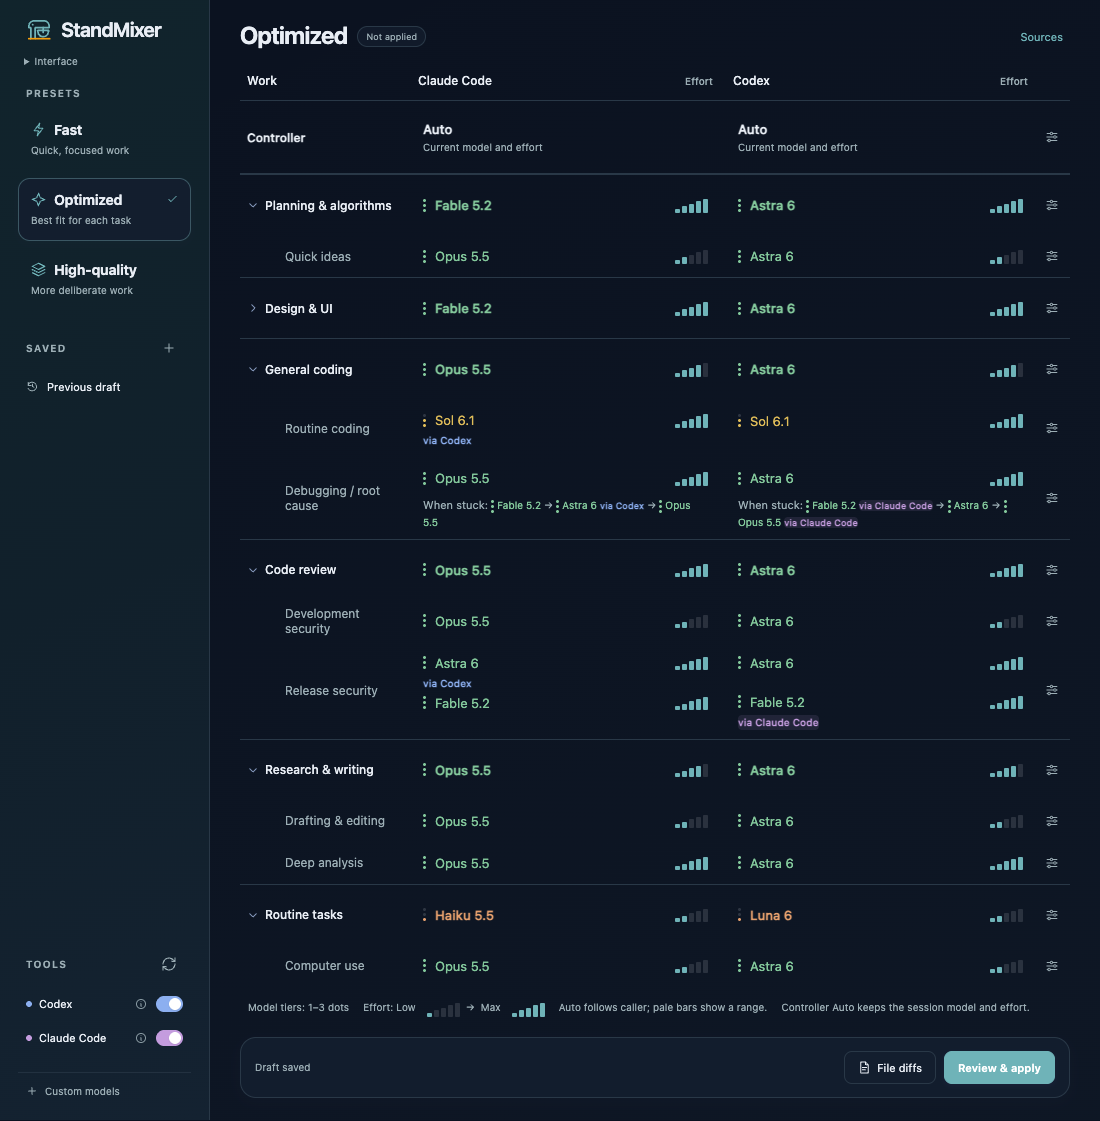 StandMixer
Interface
PRESETS
Fast
Quick, focused work
Optimized
Best fit for each task
High-quality
More deliberate work
SAVED
Previous draft
TOOLS
Codex
Claude Code
Custom models
Optimized
Not applied
Sources
Work
Claude Code
Effort
Codex
Effort
Controller
Auto
Current model and effort
Auto
Current model and effort
Planning & algorithms
Fable 5.2
Astra 6
Quick ideas
Opus 5.5
Astra 6
Design & UI
Fable 5.2
Astra 6
General coding
Opus 5.5
Astra 6
Routine coding
Sol 6.1
via Codex
Sol 6.1
Debugging / root
cause
Opus 5.5
When stuck: Fable 5.2 → Astra 6 via Codex → Opus
5.5
Astra 6
When stuck: Fable 5.2 via Claude Code → Astra 6 →
Opus 5.5 via Claude Code
Code review
Opus 5.5
Astra 6
Development
security
Opus 5.5
Astra 6
Release security
Astra 6
via Codex
Fable 5.2
Astra 6
Fable 5.2
via Claude Code
Research & writing
Opus 5.5
Astra 6
Drafting & editing
Opus 5.5
Astra 6
Deep analysis
Opus 5.5
Astra 6
Routine tasks
Haiku 5.5
Luna 6
Computer use
Opus 5.5
Astra 6
Model tiers: 1–3 dots
Effort: Low → Max
Auto follows caller; pale bars show a range.
Controller Auto keeps the session model and effort.
Draft saved
File diffs
Review & apply